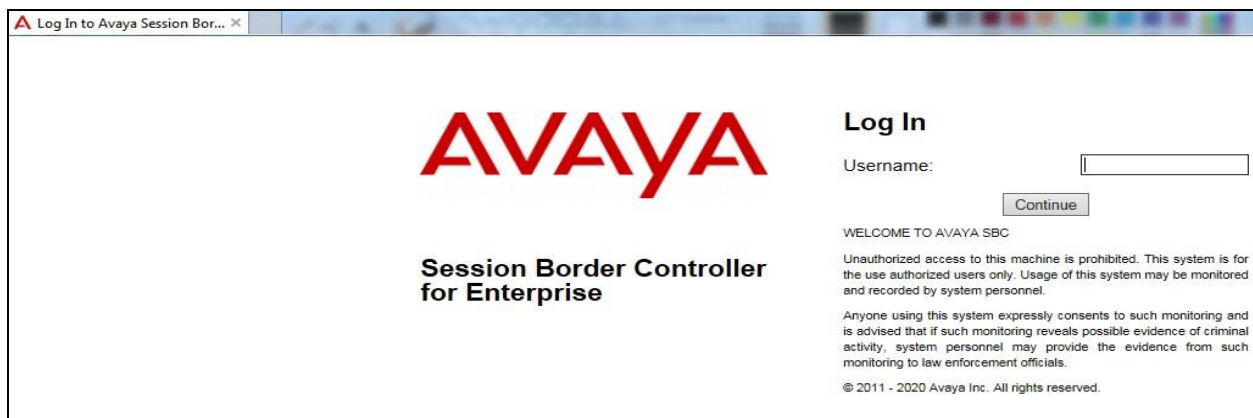 Log In to Avaya Session Bor...
AVAYA
Session Border Controller
for Enterprise
Log In
Username:
Continue
WELCOME TO AVAYA SBC
Unauthorized access to this machine is prohibited. This system is for
the use authorized users only. Usage of this system may be monitored
and recorded by system personnel.
Anyone using this system expressly consents to such monitoring and
is advised that if such monitoring reveals possible evidence of criminal
activity, system personnel may provide the evidence from such
monitoring to law enforcement officials.
© 2011 - 2020 Avaya Inc. All rights reserved.